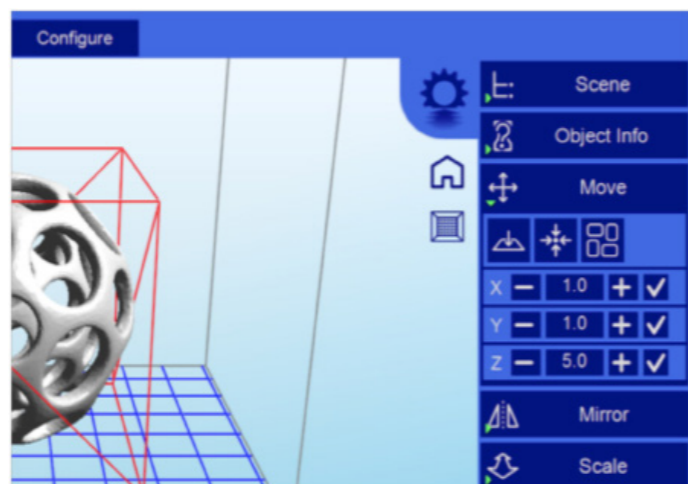 Configure
Scene
Object Info
Move
X 1.0
Y 1.0
Z 5.0
Mirror
Scale